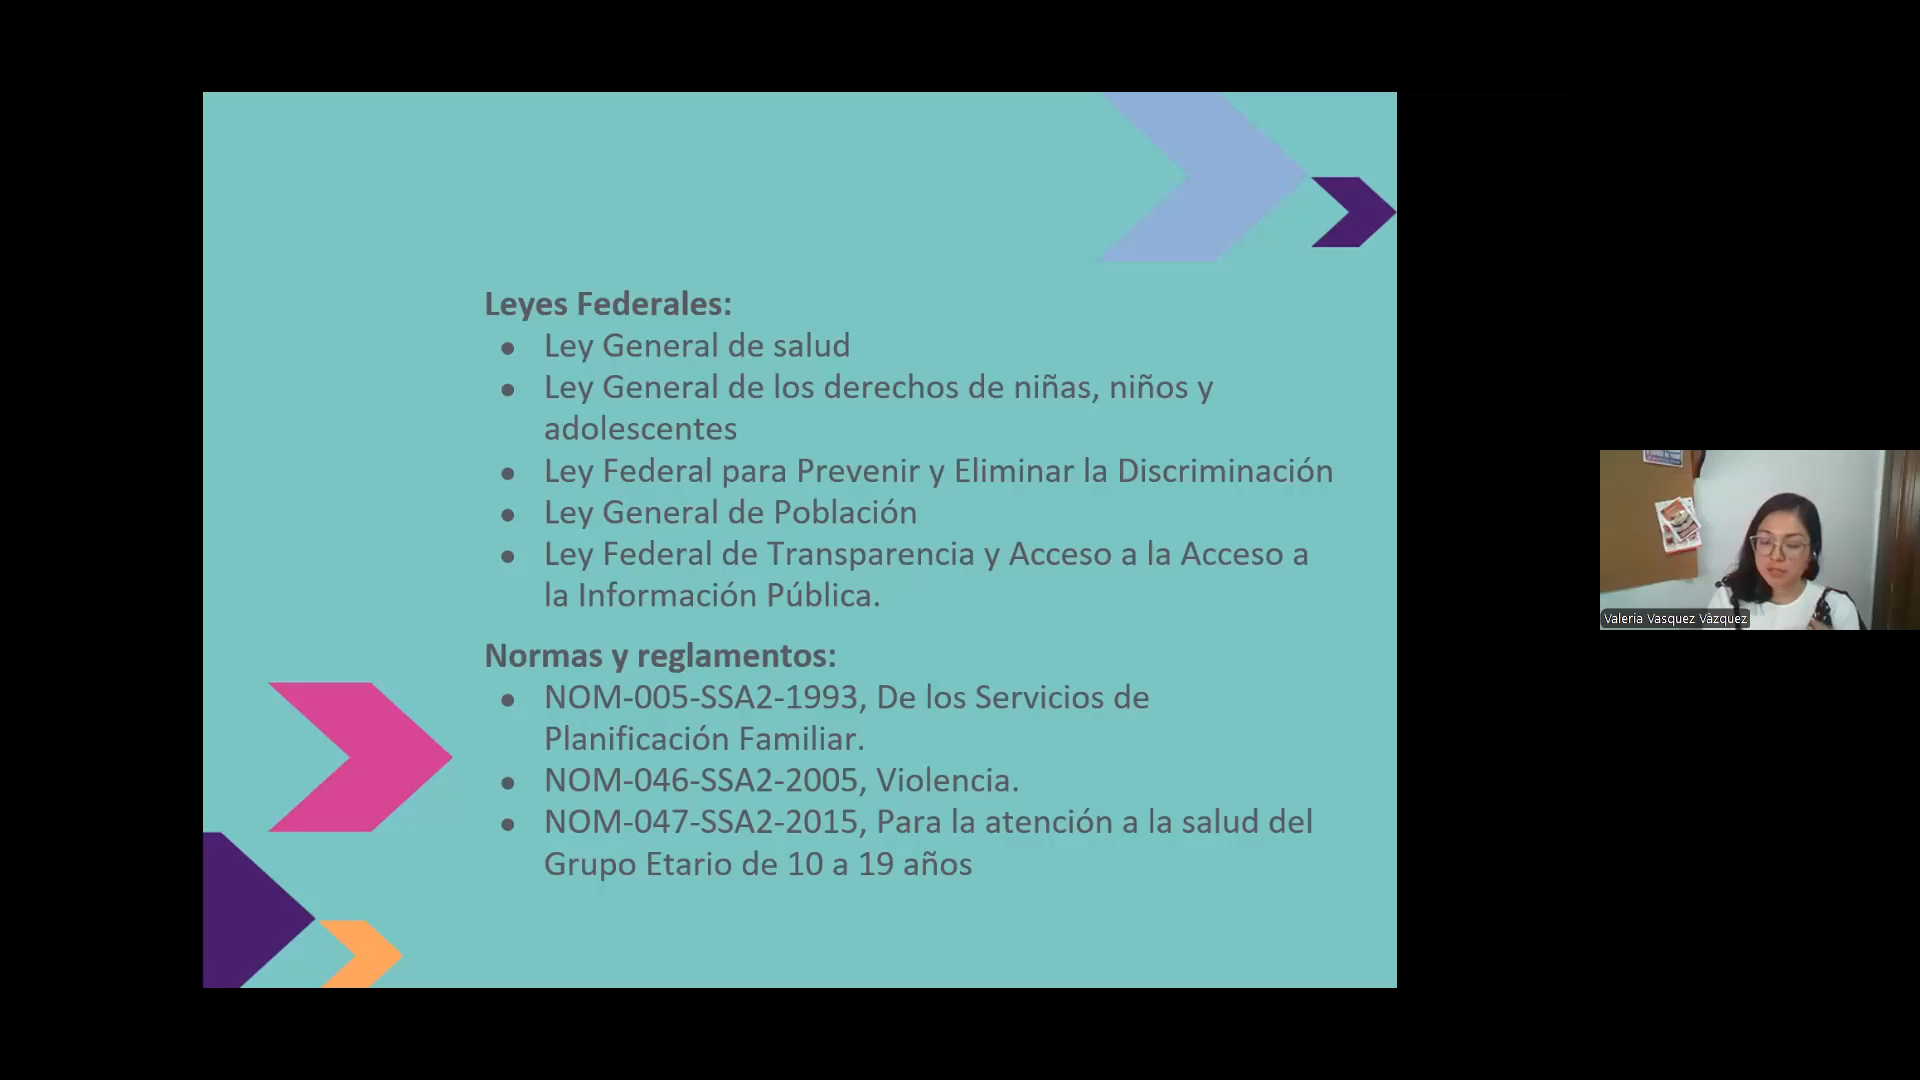 Leyes Federales:
● Ley General de salud
● Ley General de los derechos de niñas, niños y
adolescentes
● Ley Federal para Prevenir y Eliminar la Discriminación
● Ley General de Población
● Ley Federal de Transparencia y Acceso a la Acceso a
la Información Pública.
Normas y reglamentos:
● NOM-005-SSA2-1993, De los Servicios de
Planificación Familiar.
● NOM-046-SSA2-2005, Violencia.
● NOM-047-SSA2-2015, Para la atención a la salud del
Grupo Etario de 10 a 19 años
Valeria Vasquez Vàzquez